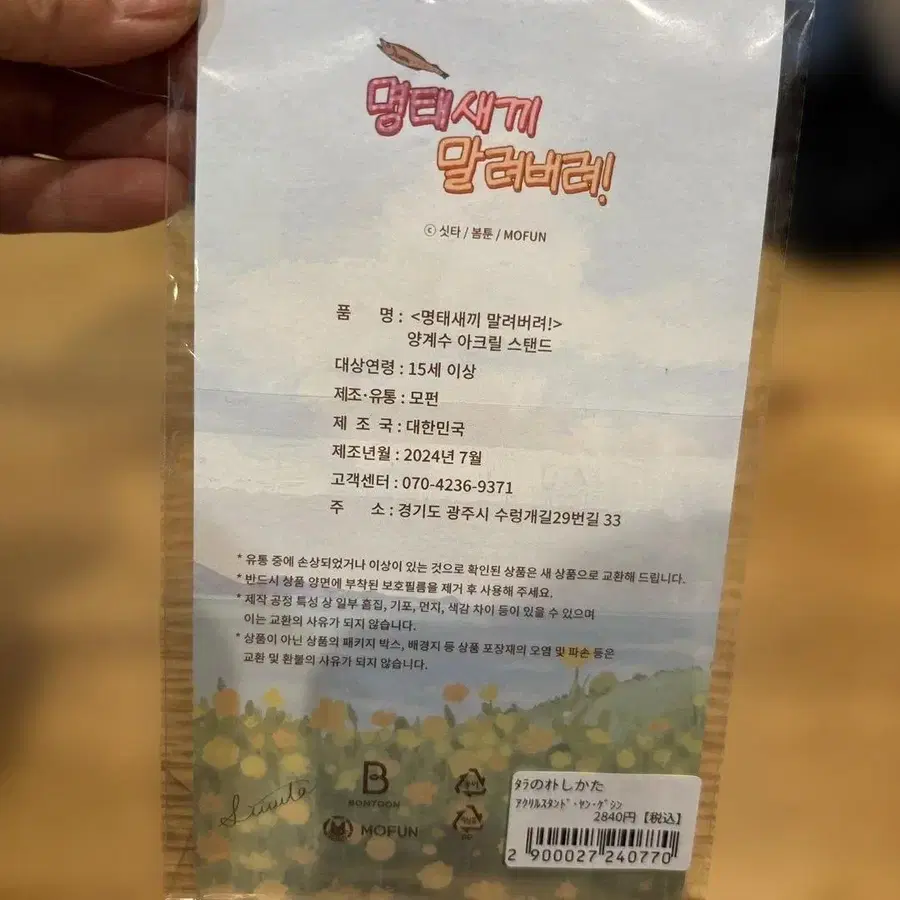 명태새끼
말려버려!
ⓒ 싯타 / 봄툰 / MOFUN
품 명 : <명태새끼 말려버려!>
양계수 아크릴 스탠드
대상연령 : 15세 이상
제조·유통 : 모펀
제 조 국 : 대한민국
제조년월 : 2024년 7월
고객센터 : 070-4236-9371
주 소 : 경기도 광주시 수렁개길29번길 33
* 유통 중에 손상되었거나 이상이 있는 것으로 확인된 상품은 새 상품으로 교환해 드립니다.
* 반드시 상품 양면에 부착된 보호필름을 제거 후 사용해 주세요.
* 제작 공정 특성 상 일부 흠집, 기포, 먼지, 색감 차이 등이 있을 수 있으며
이는 교환의 사유가 되지 않습니다.
* 상품이 아닌 상품의 패키지 박스, 배경지 등 상품 포장재의 오염 및 파손 등은
교환 및 환불의 사유가 되지 않습니다.
B
BOMTOON
MOFUN
PP
ﾀﾗのｵﾄしかた
ｱｸﾘﾙｽﾀﾝﾄﾞ･ﾔﾝ･ｹﾞｼﾝ
2840円【税込】
2 900027 240770